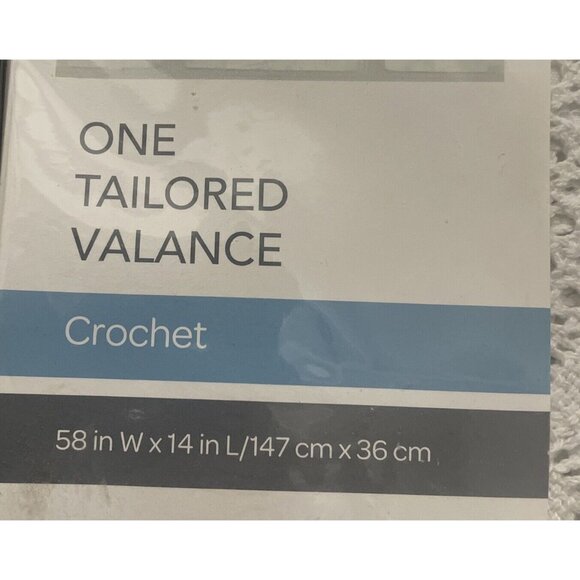 ONE
TAILORED
VALANCE
Crochet
58 in W x 14 in L/147 cm x 36 cm